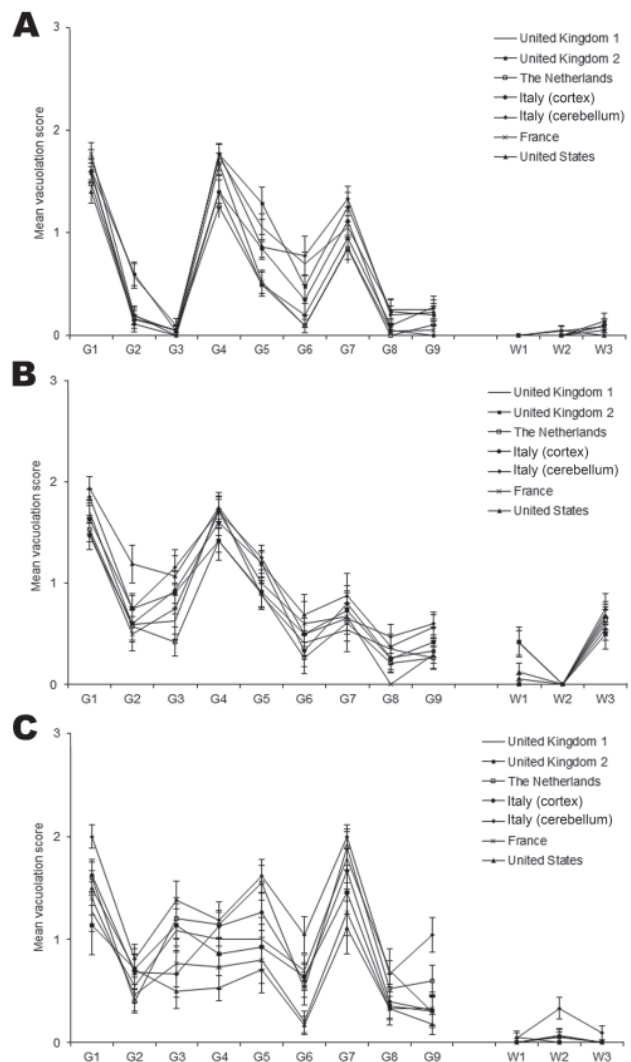 A
3
2
1
0
Mean vacuolation score
United Kingdom 1
United Kingdom 2
The Netherlands
Italy (cortex)
Italy (cerebellum)
France
United States
G1 G2 G3 G4 G5 G6 G7 G8 G9 W1 W2 W3
B
3
2
1
0
Mean vacuolation score
United Kingdom 1
United Kingdom 2
The Netherlands
Italy (cortex)
Italy (cerebellum)
France
United States
G1 G2 G3 G4 G5 G6 G7 G8 G9 W1 W2 W3
C
3
2
1
0
Mean vacuolation score
United Kingdom 1
United Kingdom 2
The Netherlands
Italy (cortex)
Italy (cerebellum)
France
United States
G1 G2 G3 G4 G5 G6 G7 G8 G9 W1 W2 W3